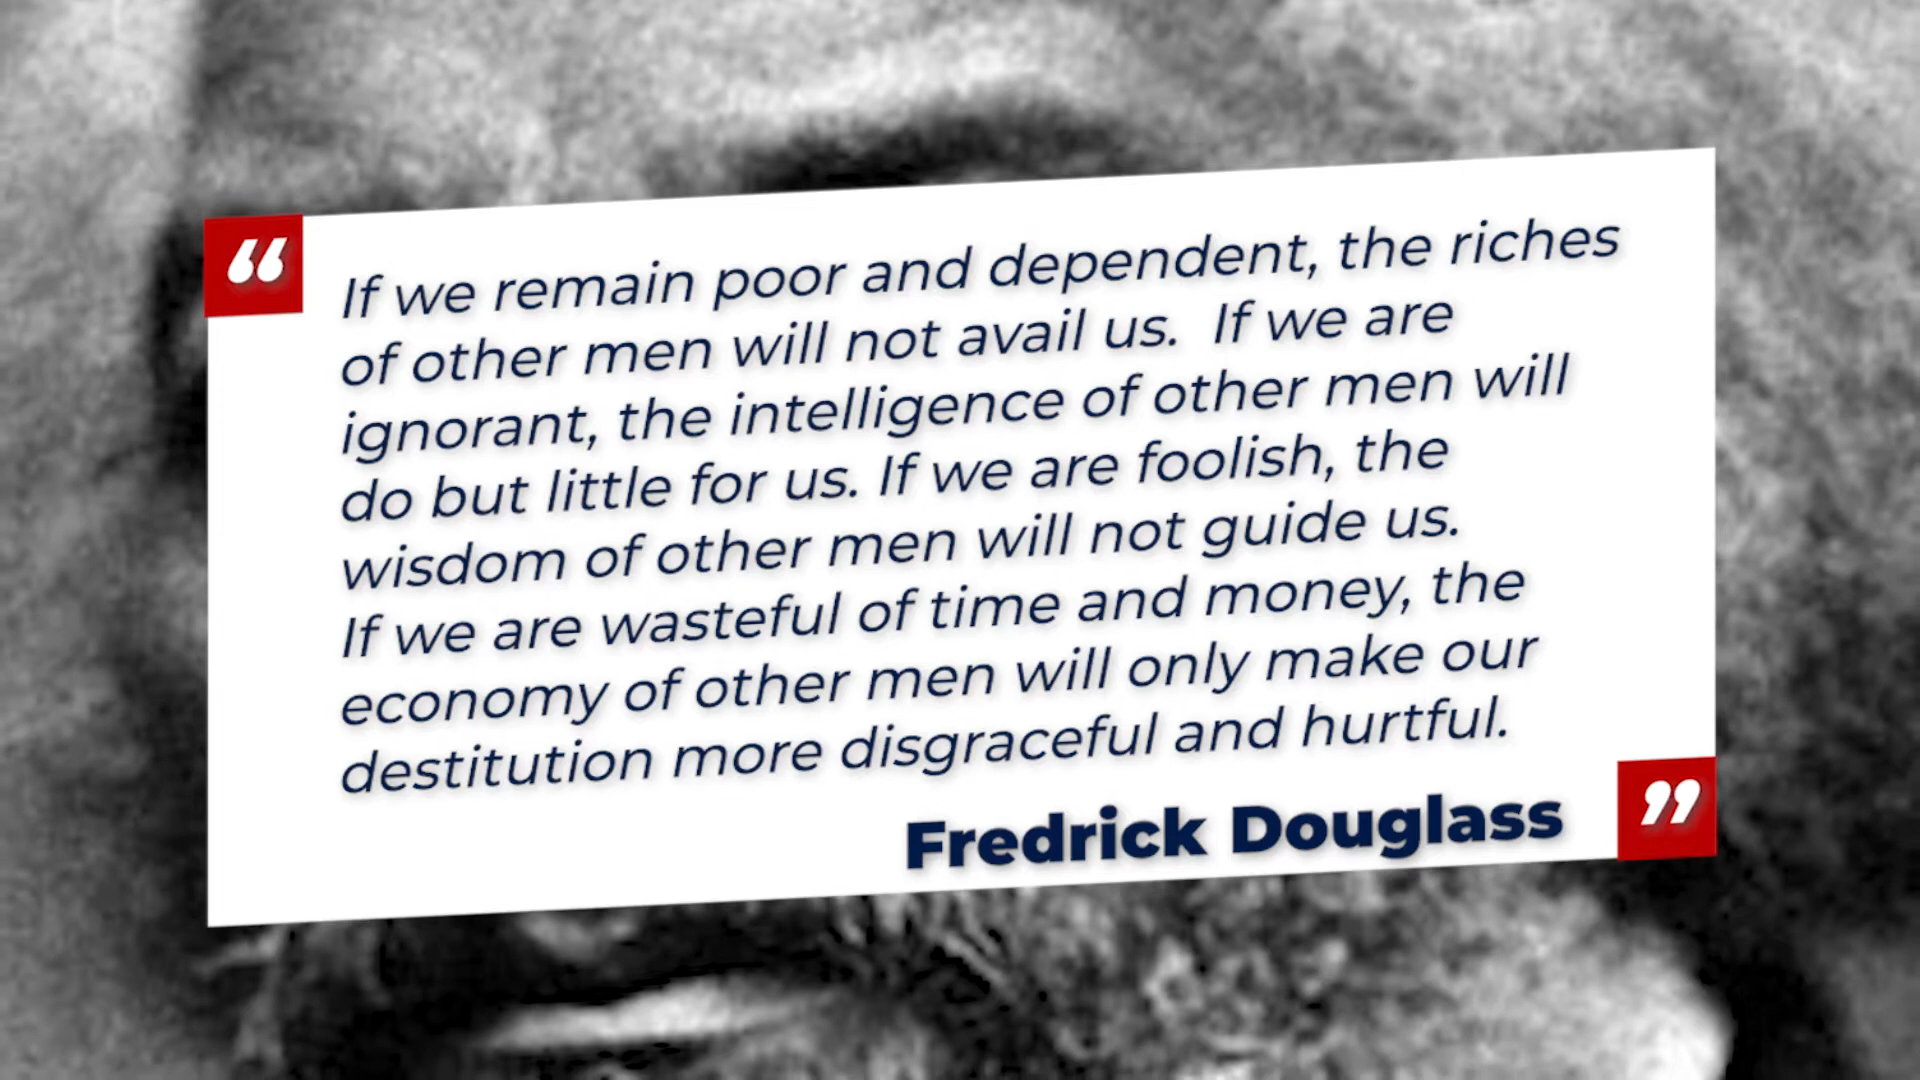 “
If we remain poor and dependent, the riches
of other men will not avail us.  If we are
ignorant, the intelligence of other men will
do but little for us. If we are foolish, the
wisdom of other men will not guide us.
If we are wasteful of time and money, the
economy of other men will only make our
destitution more disgraceful and hurtful.
Fredrick Douglass
”